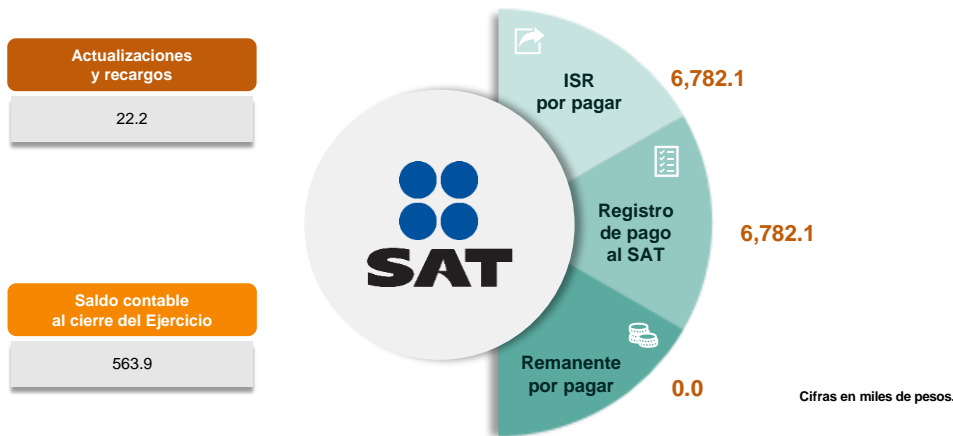 Actualizaciones
y recargos
22.2
Saldo contable
al cierre del Ejercicio
563.9
SAT
ISR
por pagar
6,782.1
Registro
de pago
al SAT
6,782.1
Remanente
por pagar
0.0
Cifras en miles de pesos.